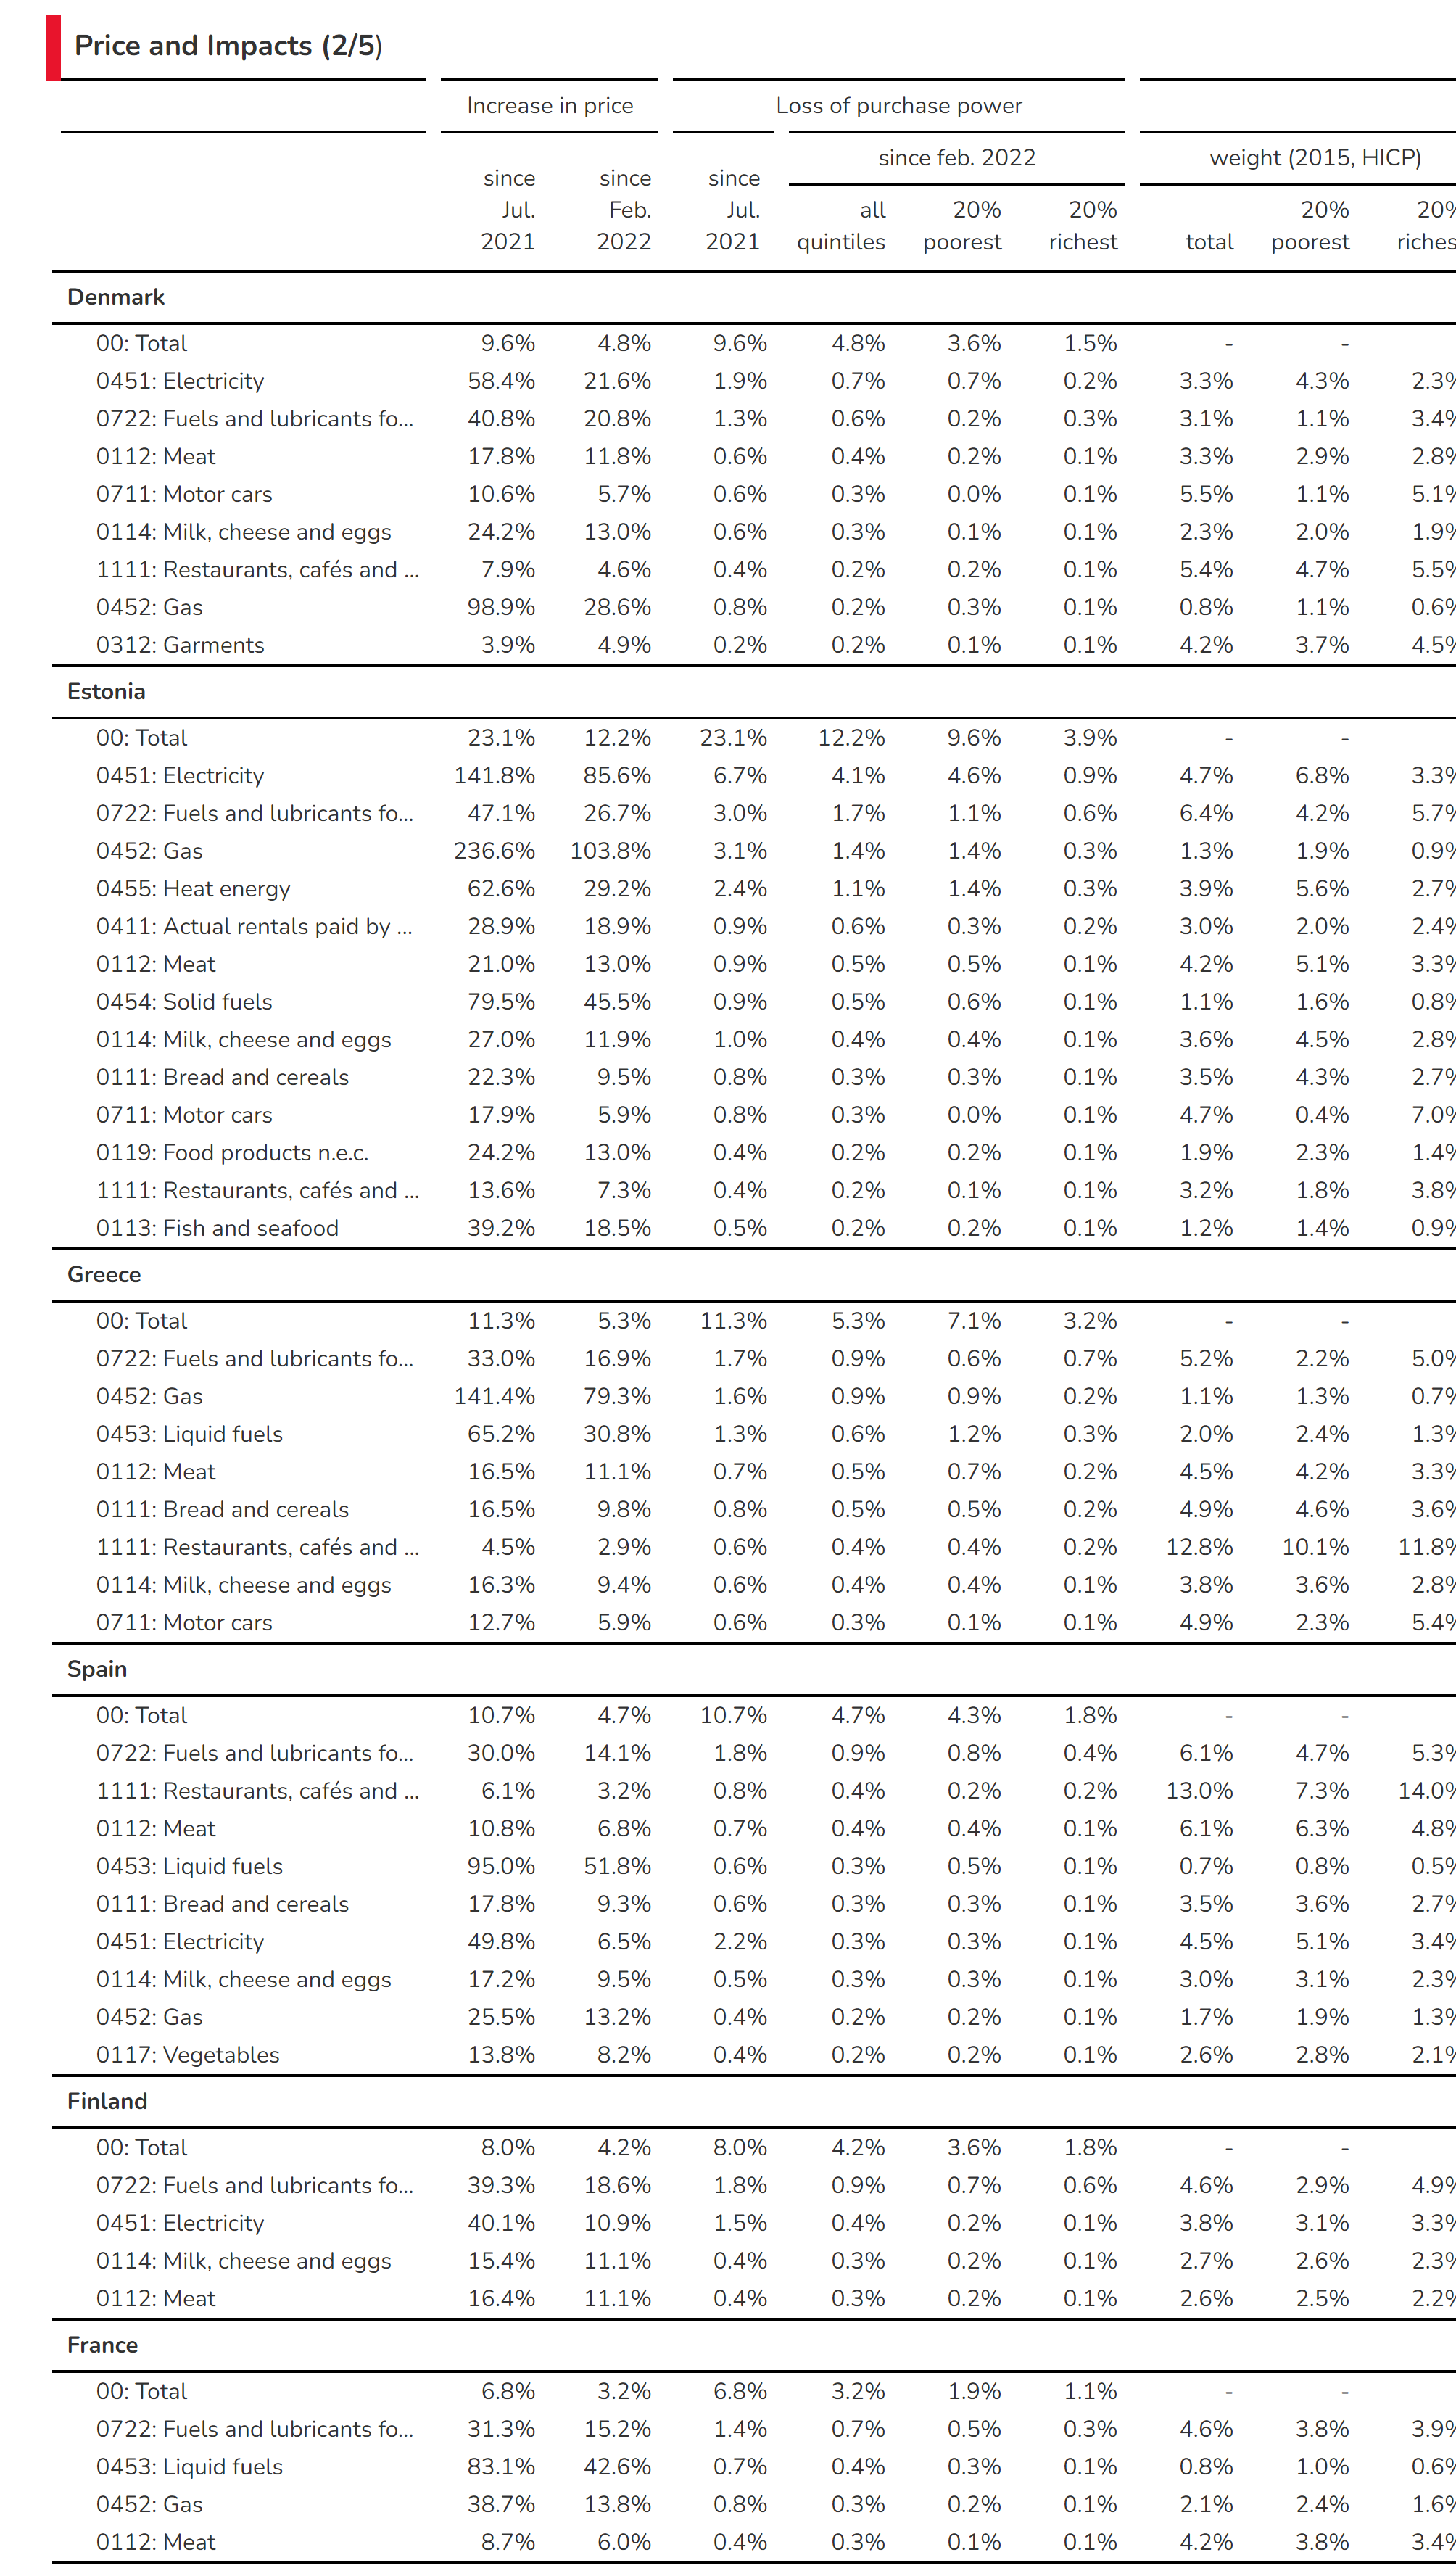 Price and Impacts (2/5)
Increase in price Loss of purchase power
since feb. 2022 weight (2015, HICP)
since since since
Jul. Feb. Jul. all 20% 20% 20% 20%
2021 2022 2021 quintiles poorest richest total poorest riches
Denmark
00: Total 9.6% 4.8% 9.6% 4.8% 3.6% 1.5% - -
0451: Electricity 58.4% 21.6% 1.9% 0.7% 0.7% 0.2% 3.3% 4.3% 2.3%
0722: Fuels and lubricants fo... 40.8% 20.8% 1.3% 0.6% 0.2% 0.3% 3.1% 1.1% 3.4%
0112: Meat 17.8% 11.8% 0.6% 0.4% 0.2% 0.1% 3.3% 2.9% 2.8%
0711: Motor cars 10.6% 5.7% 0.6% 0.3% 0.0% 0.1% 5.5% 1.1% 5.1%
0114: Milk, cheese and eggs 24.2% 13.0% 0.6% 0.3% 0.1% 0.1% 2.3% 2.0% 1.9%
1111: Restaurants, cafés and ... 7.9% 4.6% 0.4% 0.2% 0.2% 0.1% 5.4% 4.7% 5.5%
0452: Gas 98.9% 28.6% 0.8% 0.2% 0.3% 0.1% 0.8% 1.1% 0.6%
0312: Garments 3.9% 4.9% 0.2% 0.2% 0.1% 0.1% 4.2% 3.7% 4.5%
Estonia
00: Total 23.1% 12.2% 23.1% 12.2% 9.6% 3.9% - -
0451: Electricity 141.8% 85.6% 6.7% 4.1% 4.6% 0.9% 4.7% 6.8% 3.3%
0722: Fuels and lubricants fo... 47.1% 26.7% 3.0% 1.7% 1.1% 0.6% 6.4% 4.2% 5.7%
0452: Gas 236.6% 103.8% 3.1% 1.4% 1.4% 0.3% 1.3% 1.9% 0.9%
0455: Heat energy 62.6% 29.2% 2.4% 1.1% 1.4% 0.3% 3.9% 5.6% 2.7%
0411: Actual rentals paid by ... 28.9% 18.9% 0.9% 0.6% 0.3% 0.2% 3.0% 2.0% 2.4%
0112: Meat 21.0% 13.0% 0.9% 0.5% 0.5% 0.1% 4.2% 5.1% 3.3%
0454: Solid fuels 79.5% 45.5% 0.9% 0.5% 0.6% 0.1% 1.1% 1.6% 0.8%
0114: Milk, cheese and eggs 27.0% 11.9% 1.0% 0.4% 0.4% 0.1% 3.6% 4.5% 2.8%
0111: Bread and cereals 22.3% 9.5% 0.8% 0.3% 0.3% 0.1% 3.5% 4.3% 2.7%
0711: Motor cars 17.9% 5.9% 0.8% 0.3% 0.0% 0.1% 4.7% 0.4% 7.0%
0119: Food products n.e.c. 24.2% 13.0% 0.4% 0.2% 0.2% 0.1% 1.9% 2.3% 1.4%
1111: Restaurants, cafés and ... 13.6% 7.3% 0.4% 0.2% 0.1% 0.1% 3.2% 1.8% 3.8%
0113: Fish and seafood 39.2% 18.5% 0.5% 0.2% 0.2% 0.1% 1.2% 1.4% 0.9%
Greece
00: Total 11.3% 5.3% 11.3% 5.3% 7.1% 3.2% - -
0722: Fuels and lubricants fo... 33.0% 16.9% 1.7% 0.9% 0.6% 0.7% 5.2% 2.2% 5.0%
0452: Gas 141.4% 79.3% 1.6% 0.9% 0.9% 0.2% 1.1% 1.3% 0.7%
0453: Liquid fuels 65.2% 30.8% 1.3% 0.6% 1.2% 0.3% 2.0% 2.4% 1.3%
0112: Meat 16.5% 11.1% 0.7% 0.5% 0.7% 0.2% 4.5% 4.2% 3.3%
0111: Bread and cereals 16.5% 9.8% 0.8% 0.5% 0.5% 0.2% 4.9% 4.6% 3.6%
1111: Restaurants, cafés and ... 4.5% 2.9% 0.6% 0.4% 0.4% 0.2% 12.8% 10.1% 11.8%
0114: Milk, cheese and eggs 16.3% 9.4% 0.6% 0.4% 0.4% 0.1% 3.8% 3.6% 2.8%
0711: Motor cars 12.7% 5.9% 0.6% 0.3% 0.1% 0.1% 4.9% 2.3% 5.4%
Spain
00: Total 10.7% 4.7% 10.7% 4.7% 4.3% 1.8% - -
0722: Fuels and lubricants fo... 30.0% 14.1% 1.8% 0.9% 0.8% 0.4% 6.1% 4.7% 5.3%
1111: Restaurants, cafés and ... 6.1% 3.2% 0.8% 0.4% 0.2% 0.2% 13.0% 7.3% 14.0%
0112: Meat 10.8% 6.8% 0.7% 0.4% 0.4% 0.1% 6.1% 6.3% 4.8%
0453: Liquid fuels 95.0% 51.8% 0.6% 0.3% 0.5% 0.1% 0.7% 0.8% 0.5%
0111: Bread and cereals 17.8% 9.3% 0.6% 0.3% 0.3% 0.1% 3.5% 3.6% 2.7%
0451: Electricity 49.8% 6.5% 2.2% 0.3% 0.3% 0.1% 4.5% 5.1% 3.4%
0114: Milk, cheese and eggs 17.2% 9.5% 0.5% 0.3% 0.3% 0.1% 3.0% 3.1% 2.3%
0452: Gas 25.5% 13.2% 0.4% 0.2% 0.2% 0.1% 1.7% 1.9% 1.3%
0117: Vegetables 13.8% 8.2% 0.4% 0.2% 0.2% 0.1% 2.6% 2.8% 2.1%
Finland
00: Total 8.0% 4.2% 8.0% 4.2% 3.6% 1.8% - -
0722: Fuels and lubricants fo... 39.3% 18.6% 1.8% 0.9% 0.7% 0.6% 4.6% 2.9% 4.9%
0451: Electricity 40.1% 10.9% 1.5% 0.4% 0.2% 0.1% 3.8% 3.1% 3.3%
0114: Milk, cheese and eggs 15.4% 11.1% 0.4% 0.3% 0.2% 0.1% 2.7% 2.6% 2.3%
0112: Meat 16.4% 11.1% 0.4% 0.3% 0.2% 0.1% 2.6% 2.5% 2.2%
France
00: Total 6.8% 3.2% 6.8% 3.2% 1.9% 1.1% - -
0722: Fuels and lubricants fo... 31.3% 15.2% 1.4% 0.7% 0.5% 0.3% 4.6% 3.8% 3.9%
0453: Liquid fuels 83.1% 42.6% 0.7% 0.4% 0.3% 0.1% 0.8% 1.0% 0.6%
0452: Gas 38.7% 13.8% 0.8% 0.3% 0.2% 0.1% 2.1% 2.4% 1.6%
0112: Meat 8.7% 6.0% 0.4% 0.3% 0.1% 0.1% 4.2% 3.8% 3.4%